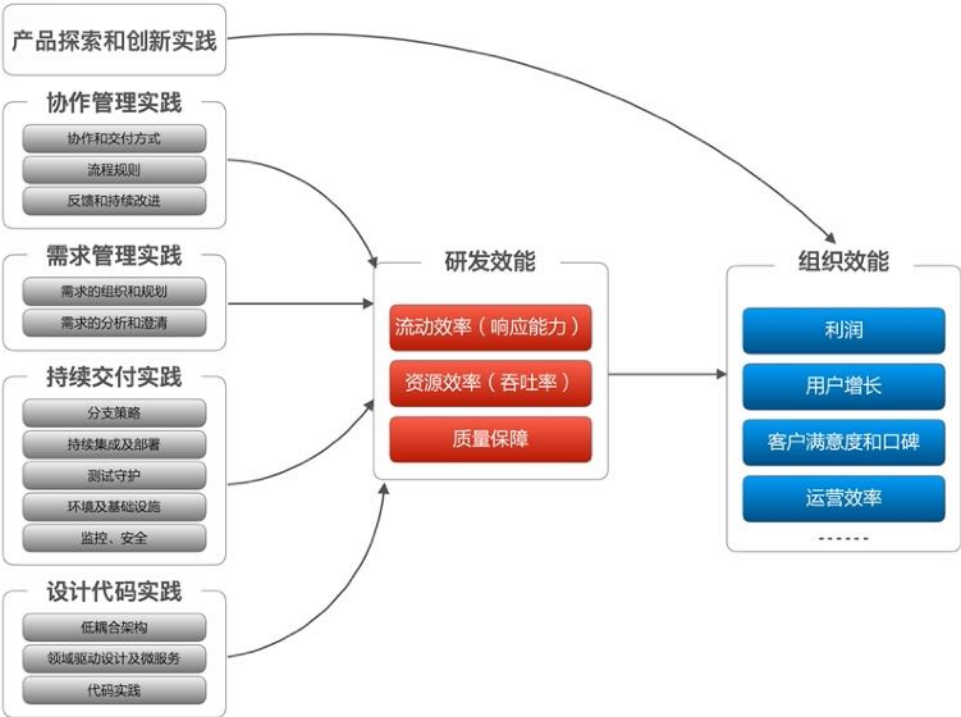 产品探索和创新实践
协作管理实践
协作和交付方式
流程规则
反馈和持续改进
需求管理实践
需求的组织和规划
需求的分析和澄清
持续交付实践
分支策略
持续集成及部署
测试守护
环境及基础设施
监控、安全
设计代码实践
低耦合架构
领域驱动设计及微服务
代码实践
研发效能
流动效率（响应能力）
资源效率（吞吐率）
质量保障
组织效能
利润
用户增长
客户满意度和口碑
运营效率
------